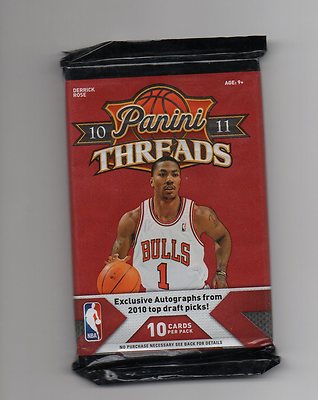 DERRICK
ROSE
AGE: 9+
Panini
10 11
THREADS
BULLS
1
Exclusive Autographs from
2010 top draft picks!
10 CARDS
PER PACK
NBA
NO PURCHASE NECESSARY SEE BACK FOR DETAILS